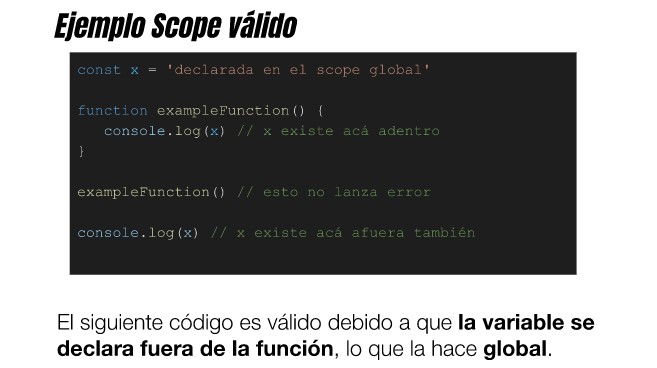 Ejemplo Scope válido
const x = 'declarada en el scope global'
function exampleFunction() {
console.log(x) // x existe acá adentro
}
exampleFunction() // esto no lanza error
console.log(x) // x existe acá afuera también
El siguiente código es válido debido a que la variable se
declara fuera de la función, lo que la hace global.